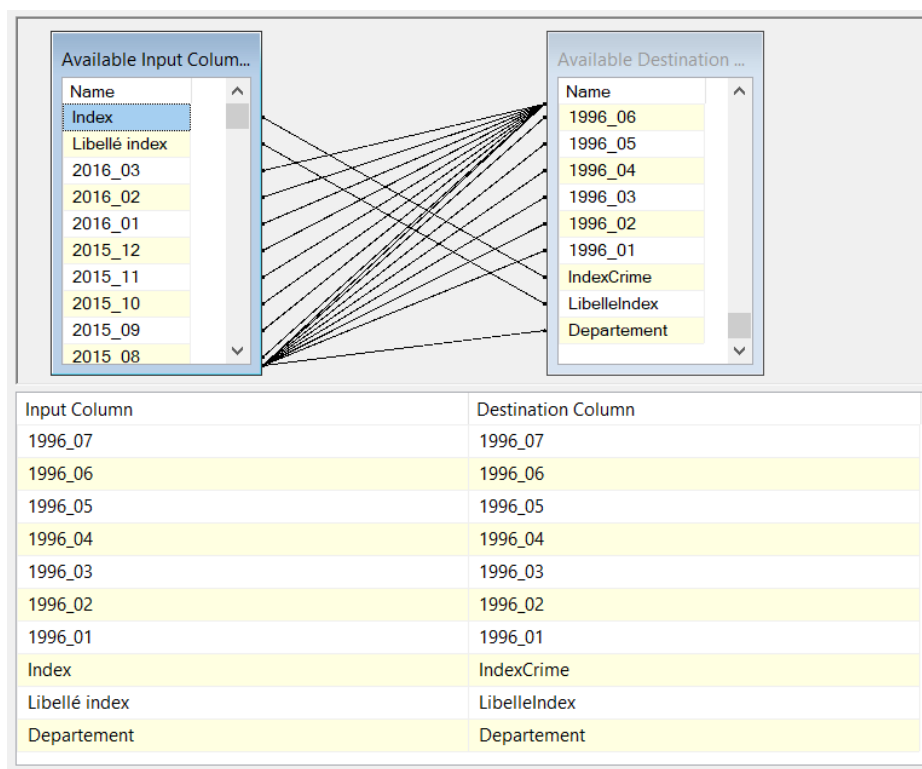 Available Input Colum...
Name
Index
Libellé index
2016_03
2016_02
2016_01
2015_12
2015_11
2015_10
2015_09
2015_08
Available Destination ...
Name
1996_06
1996_05
1996_04
1996_03
1996_02
1996_01
IndexCrime
LibelleIndex
Departement
Input Column Destination Column
1996_07 1996_07
1996_06 1996_06
1996_05 1996_05
1996_04 1996_04
1996_03 1996_03
1996_02 1996_02
1996_01 1996_01
Index IndexCrime
Libellé index LibelleIndex
Departement Departement